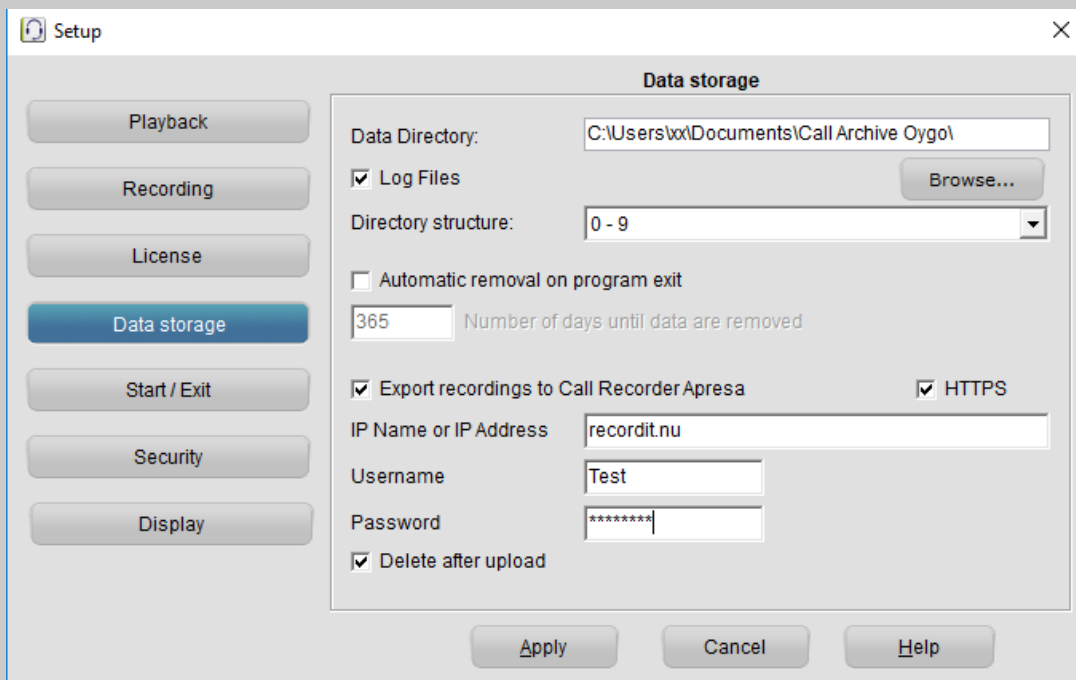 Setup
Data storage
Playback
Recording
License
Data storage
Start / Exit
Security
Display
Data Directory:
C:\Users\xx\Documents\Call Archive Oygo\
Log Files
Browse...
Directory structure:
0 - 9
Automatic removal on program exit
365 Number of days until data are removed
Export recordings to Call Recorder Apresa
HTTPS
IP Name or IP Address
recordit.nu
Username
Test
Password
********
Delete after upload
Apply
Cancel
Help